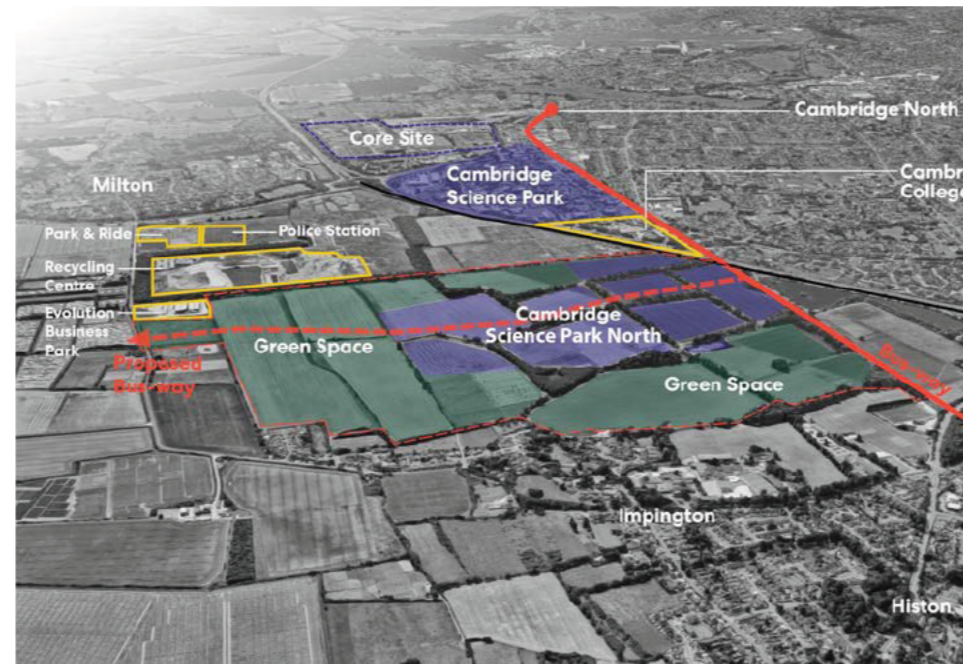 Cambridge North
Core Site
Cambridge
Science Park
Cambr
College
Milton
Park & Ride
Police Station
Recycling
Centre
Evolution
Business
Park
Cambridge
Science Park North
Green Space
Proposed
Bus-way
Green Space
Bus-way
Impington
Histon